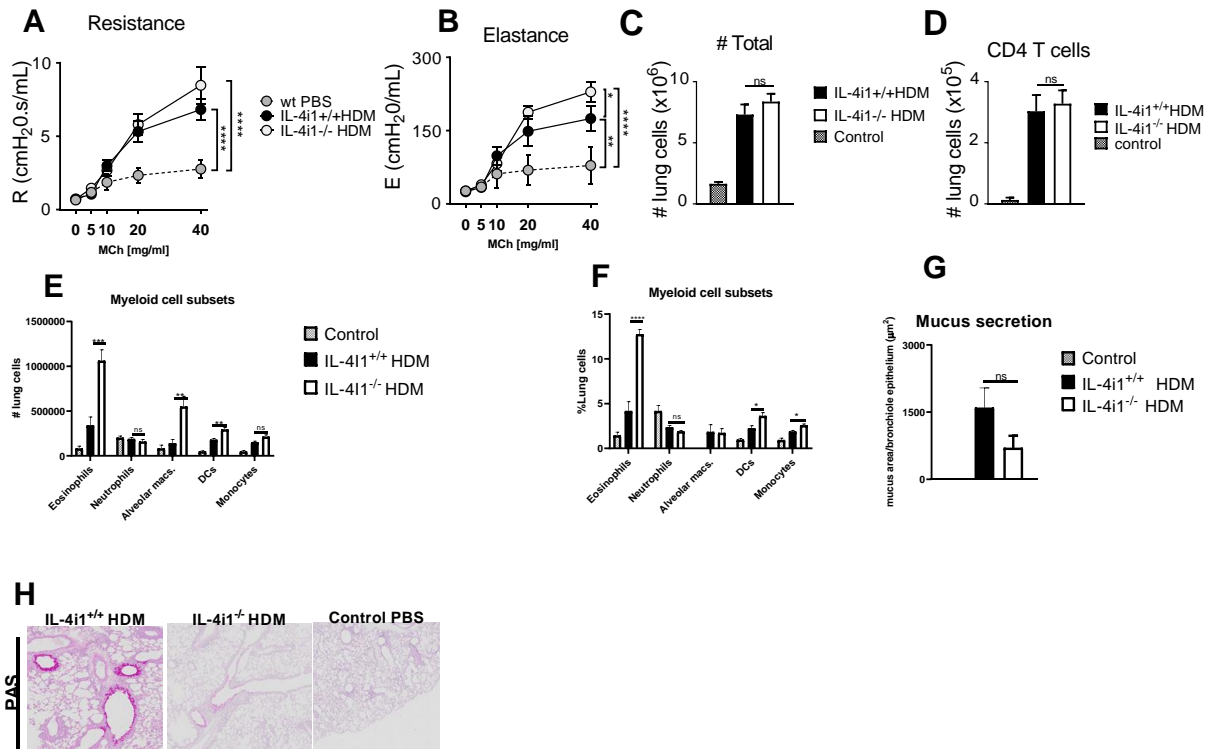 A
Resistance
R (cmH₂0.s/mL)
10
5
0
0 5 10 20 40
MCh [mg/ml]
****
****
wt PBS
IL-4i1+/+HDM
IL-4i1-/- HDM
B
Elastance
E (cmH₂0/mL)
300
150
0
0 5 10 20 40
MCh [mg/ml]
*
**
****
C
# Total
# lung cells (x10⁶)
10
5
0
ns
IL-4i1+/+HDM
IL-4i1-/- HDM
Control
D
CD4 T cells
# lung cells (x10⁵)
4
2
0
ns
IL-4i1⁺/⁺HDM
IL-4i1⁻/⁻ HDM
control
E
Myeloid cell subsets
# lung cells
1500000
1000000
500000
0
***
ns
**
**
ns
Eosinophils
Neutrophils
Alveolar macs.
DCs
Monocytes
Control
IL-4I1⁺/⁺ HDM
IL-4I1⁻/⁻ HDM
F
Myeloid cell subsets
%Lung cells
15
10
5
0
****
ns
*
*
Eosinophils
Neutrophils
Alveolar macs.
DCs
Monocytes
G
Mucus secretion
mucus area/bronchiole epithelium (µm²)
3000
1500
0
ns
Control
IL-4i1⁺/⁺ HDM
IL-4i1⁻/⁻ HDM
H
IL-4i1⁺/⁺ HDM
IL-4i1⁻/⁻ HDM
Control PBS
PAS